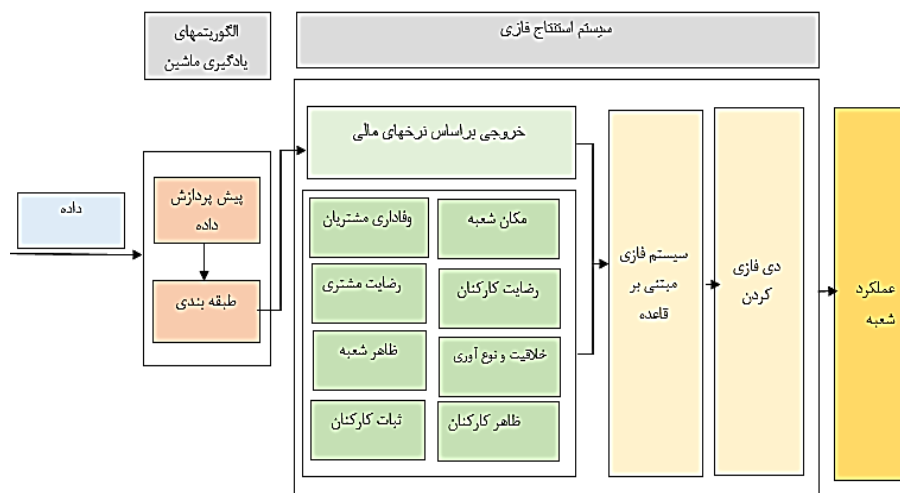 الگوریتمهای
یادگیری ماشین
سیستم استنتاج فازی
داده
پیش پردازش
داده
طبقه بندی
خروجی براساس نرخهای مالی
وفاداری مشتریان
مکان شعبه
رضایت مشتری
رضایت کارکنان
ظاهر شعبه
خلاقیت و نوع آوری
ثبات کارکنان
ظاهر کارکنان
سیستم فازی
مبتنی بر
قاعده
دی فازی
کردن
عملکرد
شعبه